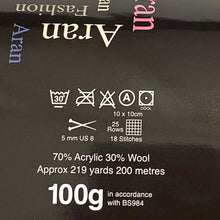 Aran
Fashion
Aran
Aran
30
A
COOL
10 x 10cm
25
Rows
5 mm US 8
18 Stitches
70% Acrylic 30% Wool
Approx 219 yards 200 metres
100g in accordance
with BS984